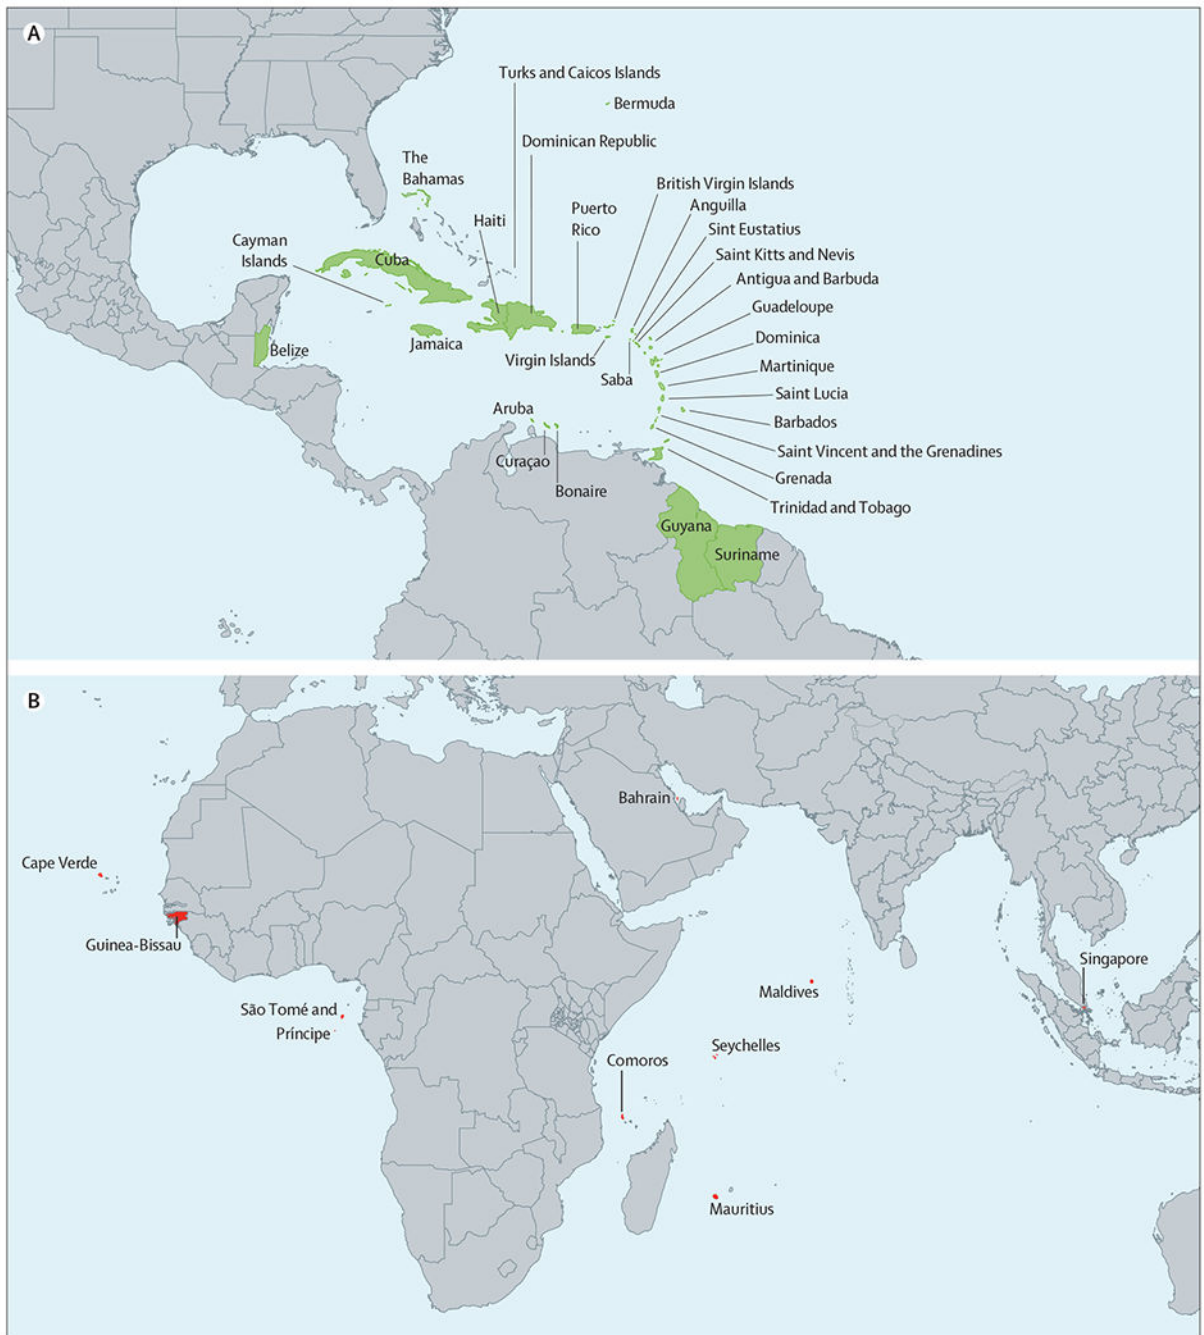 A
Turks and Caicos Islands
Bermuda
Dominican Republic
The
Bahamas
British Virgin Islands
Anguilla
Puerto
Rico
Haiti
Sint Eustatius
Cayman
Islands
Saint Kitts and Nevis
Cuba
Antigua and Barbuda
Guadeloupe
Dominica
Jamaica
Belize
Virgin Islands
Martinique
Saba
Saint Lucia
Aruba
Barbados
Saint Vincent and the Grenadines
Curaçao
Grenada
Bonaire
Trinidad and Tobago
Guyana
Suriname
B
Bahrain
Cape Verde
Guinea-Bissau
Singapore
Maldives
São Tomé and
Príncipe
Seychelles
Comoros
Mauritius